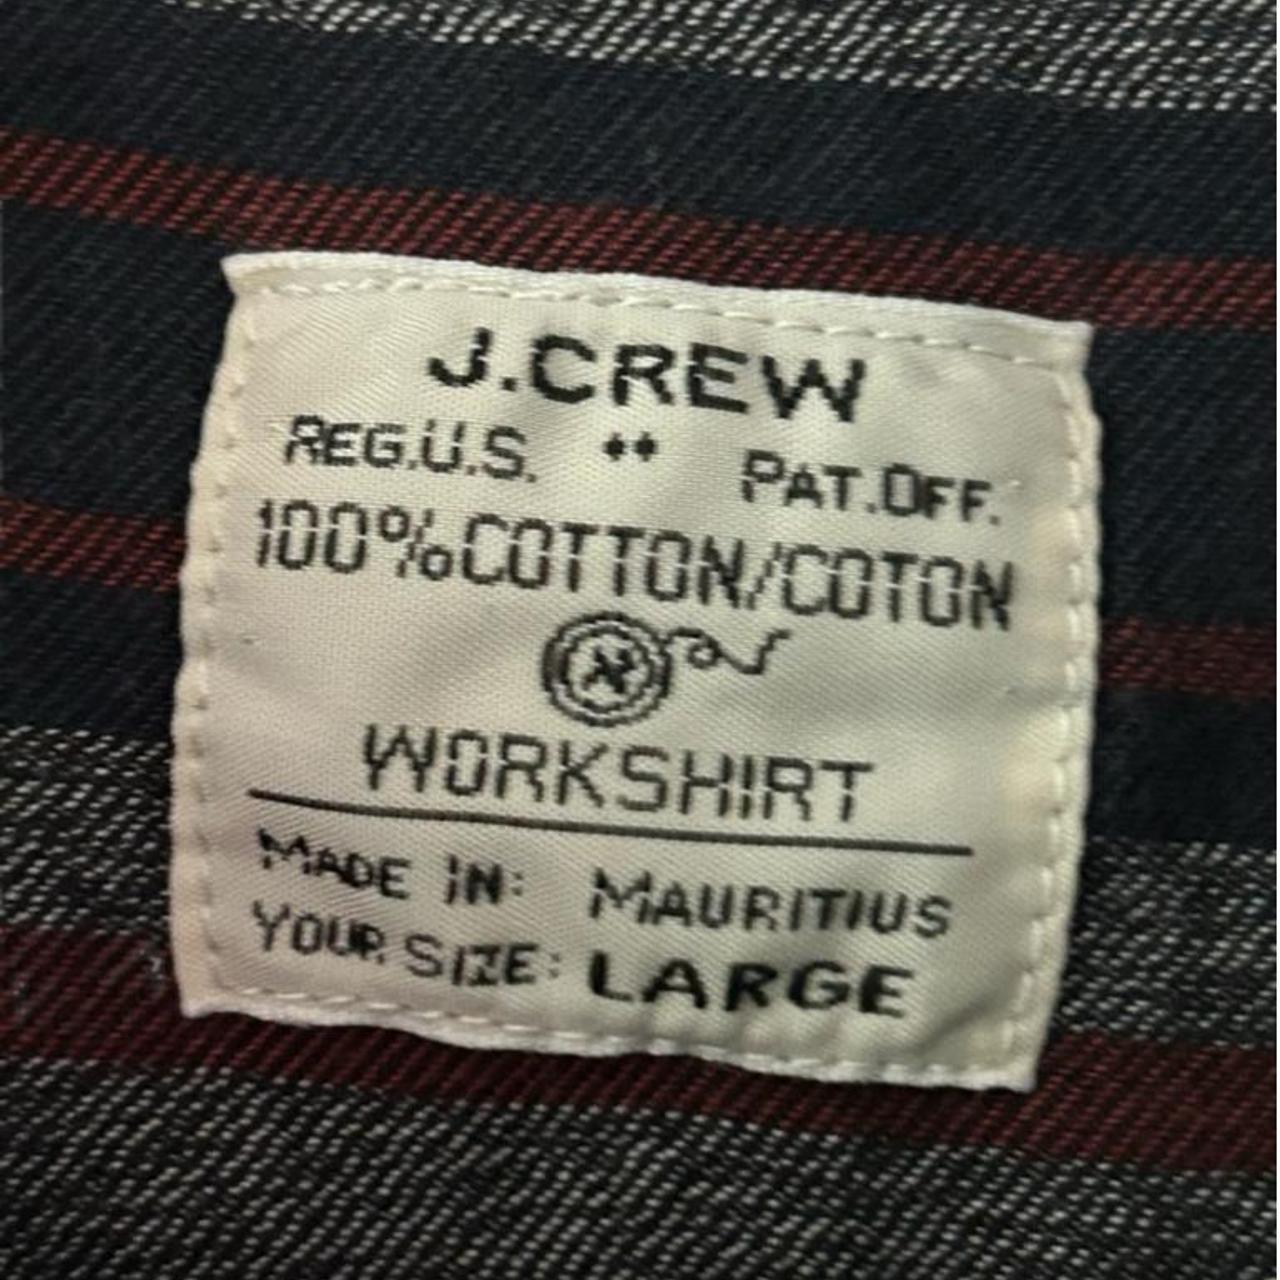 J.CREW
REG.U.S. PAT.OFF.
100%COTTON/COTON
WORKSHIRT
MADE IN: MAURITIUS
YOUR SIZE: LARGE